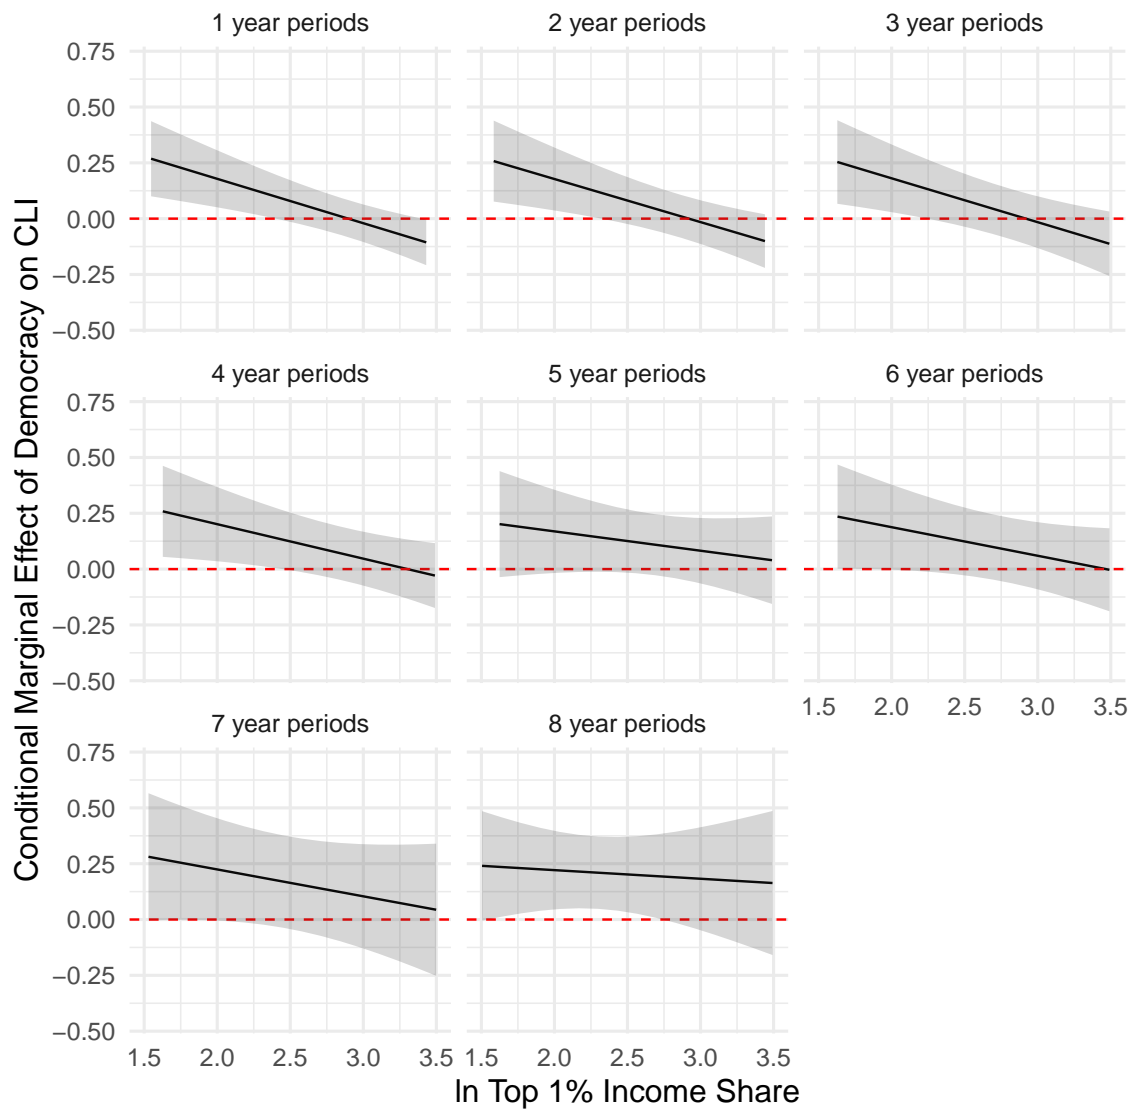 1 year periods 2 year periods 3 year periods
0.75
0.50
0.25
0.00
−0.25
−0.50
4 year periods 5 year periods 6 year periods
0.75
0.50
0.25
0.00
−0.25
−0.50
1.5 2.0 2.5 3.0 3.5
7 year periods 8 year periods
0.75
0.50
0.25
0.00
−0.25
−0.50
1.5 2.0 2.5 3.0 3.5 1.5 2.0 2.5 3.0 3.5
ln Top 1% Income Share
Conditional Marginal Effect of Democracy on CLI